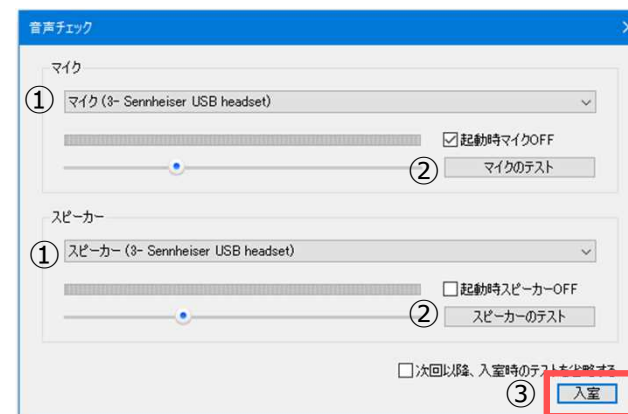 音声チェック
マイク
① マイク (3- Sennheiser USB headset)
起動時マイクOFF
② マイクのテスト
スピーカー
① スピーカー (3- Sennheiser USB headset)
起動時スピーカーOFF
② スピーカーのテスト
次回以降、入室時のテストを省略する
③ 入室